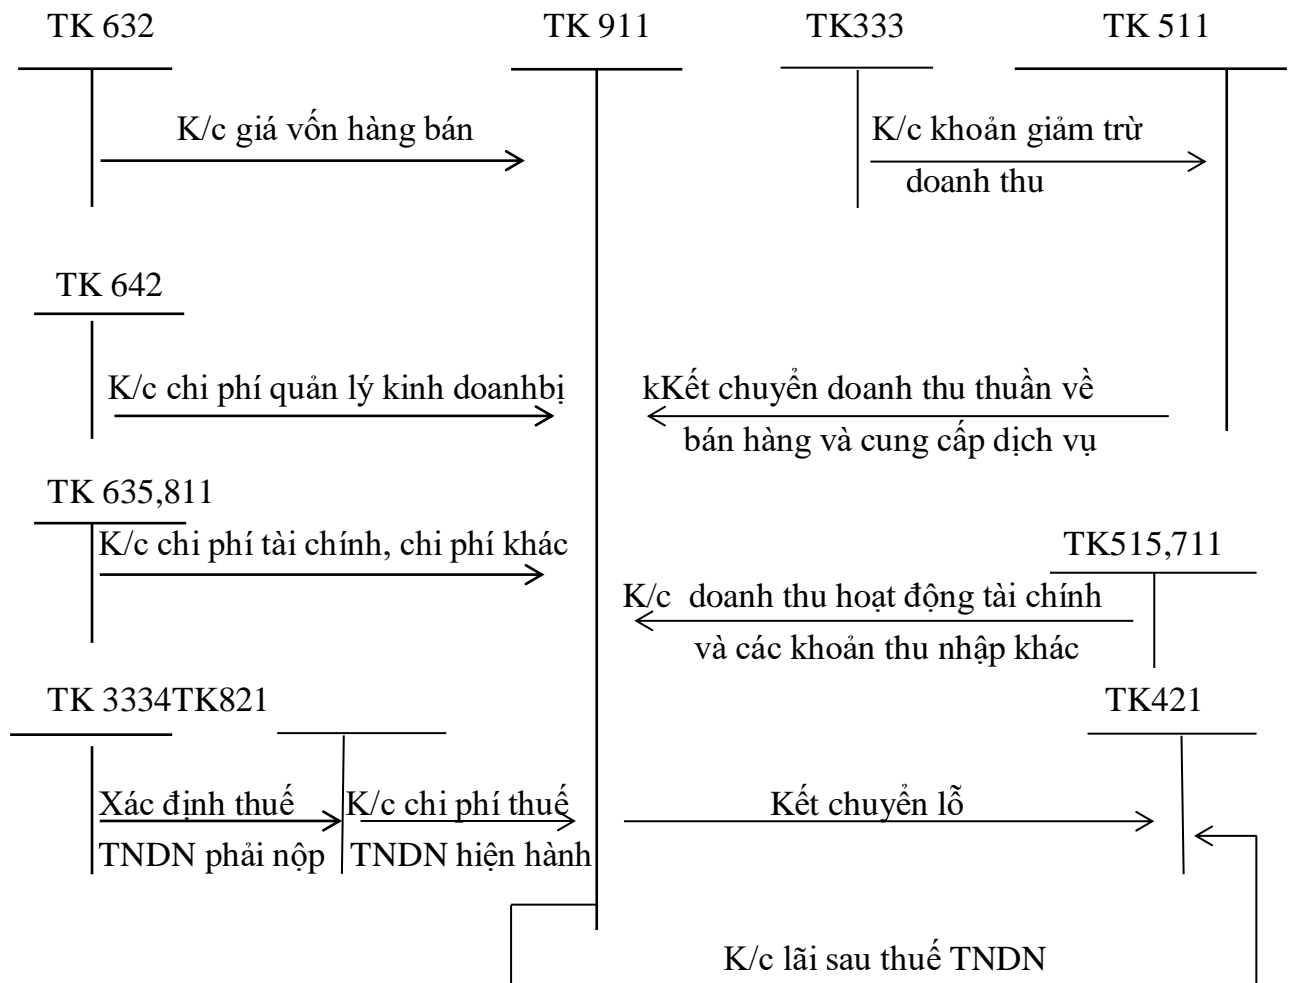 TK 632
TK 911
TK333
TK 511
K/c giá vốn hàng bán
K/c khoản giảm trừ
doanh thu
TK 642
K/c chi phí quản lý kinh doanhbị
kKết chuyển doanh thu thuần về
bán hàng và cung cấp dịch vụ
TK 635,811
K/c chi phí tài chính, chi phí khác
TK515,711
K/c  doanh thu hoạt động tài chính
và các khoản thu nhập khác
TK 3334TK821
TK421
Xác định thuế
TNDN phải nộp
K/c chi phí thuế
TNDN hiện hành
Kết chuyển lỗ
K/c lãi sau thuế TNDN